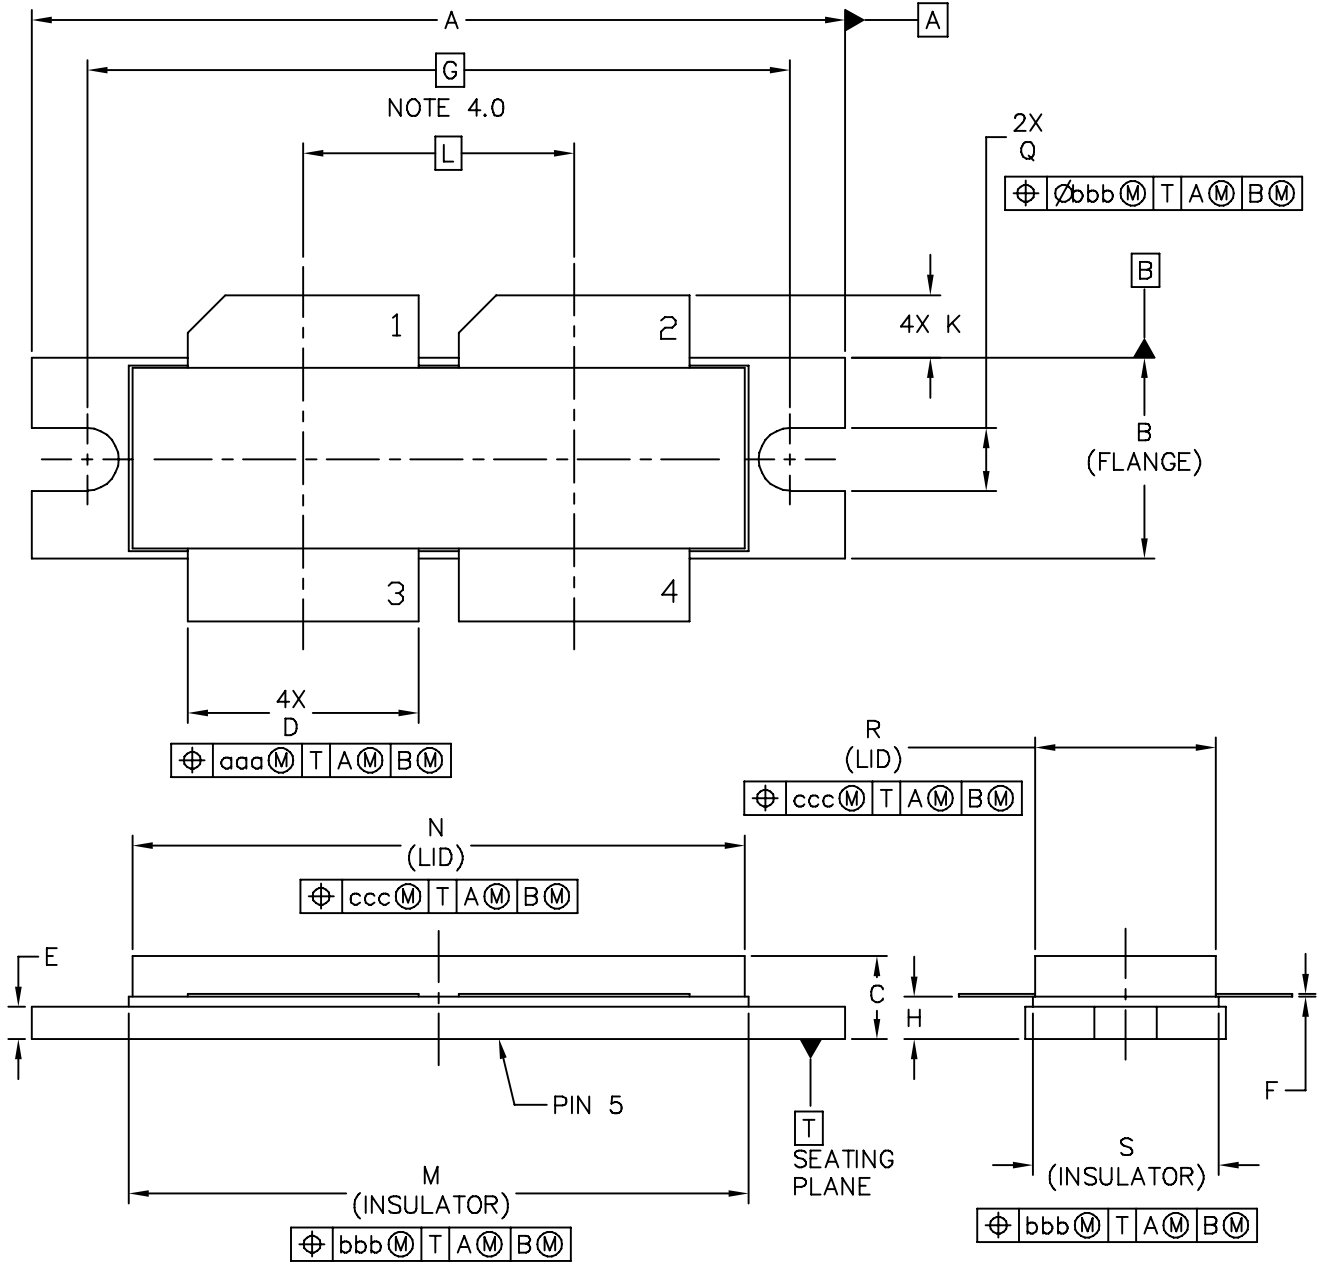 A
A
G
NOTE 4.0
L
2X
Q
⌖ Øbbb Ⓜ T A Ⓜ B Ⓜ
B
1
2
4X K
B
(FLANGE)
3
4
4X
D
⌖ aaa Ⓜ T A Ⓜ B Ⓜ
R
(LID)
⌖ ccc Ⓜ T A Ⓜ B Ⓜ
N
(LID)
⌖ ccc Ⓜ T A Ⓜ B Ⓜ
E
C
H
F
PIN 5
T
SEATING
PLANE
M
(INSULATOR)
⌖ bbb Ⓜ T A Ⓜ B Ⓜ
S
(INSULATOR)
⌖ bbb Ⓜ T A Ⓜ B Ⓜ